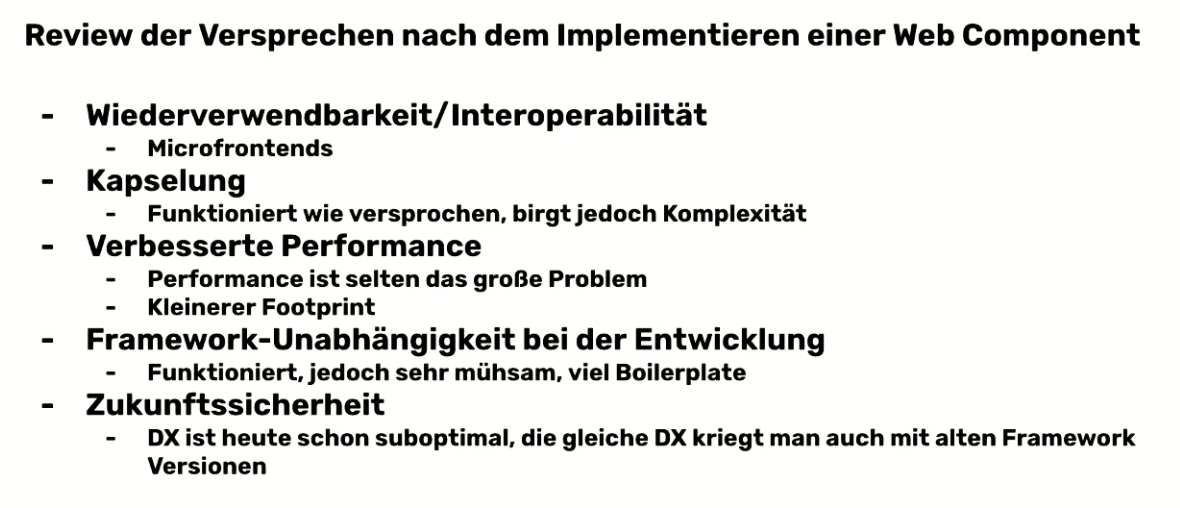 Review der Versprechen nach dem Implementieren einer Web Component
- Wiederverwendbarkeit/Interoperabilität
- Microfrontends
- Kapselung
- Funktioniert wie versprochen, birgt jedoch Komplexität
- Verbesserte Performance
- Performance ist selten das große Problem
- Kleinerer Footprint
- Framework-Unabhängigkeit bei der Entwicklung
- Funktioniert, jedoch sehr mühsam, viel Boilerplate
- Zukunftssicherheit
- DX ist heute schon suboptimal, die gleiche DX kriegt man auch mit alten Framework
Versionen